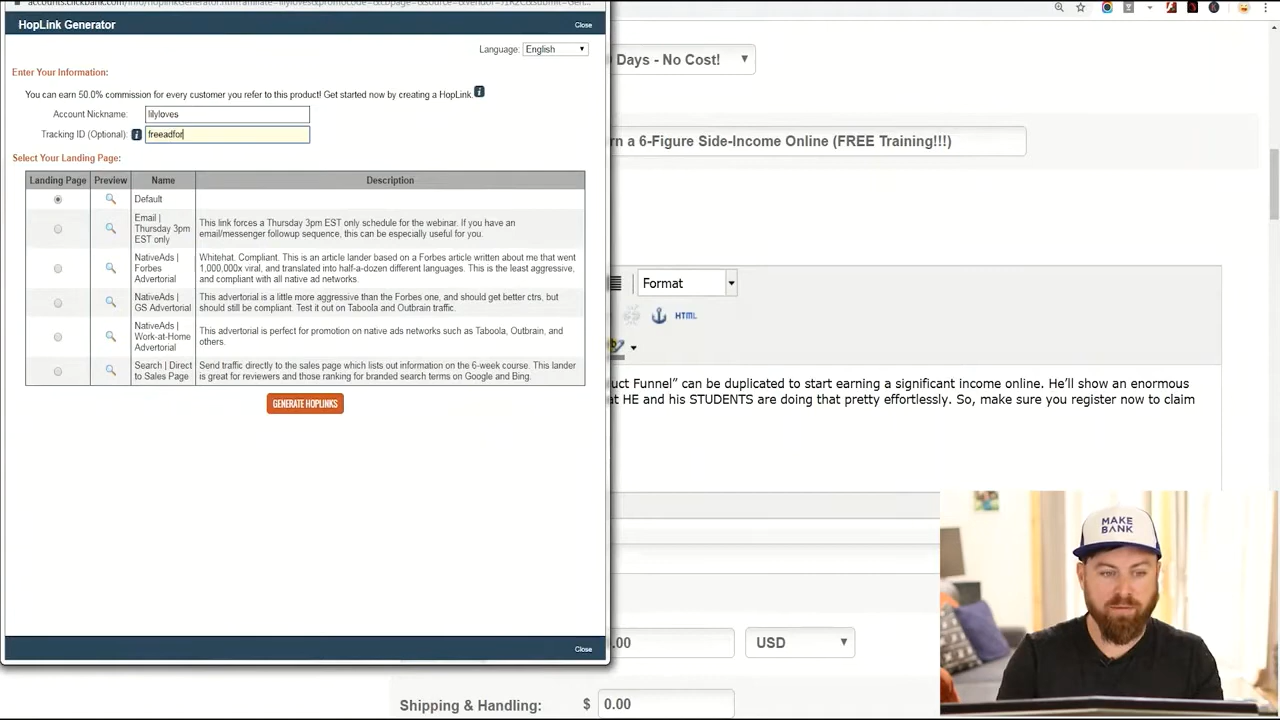 HopLink Generator
Close
Language: English
Enter Your Information:
You can earn 50.0% commission for every customer you refer to this product! Get started now by creating a HopLink.
Account Nickname: lilyloves
Tracking ID (Optional): freeadfor
Select Your Landing Page:
Landing Page Preview Name Description
Default
Email |
Thursday 3pm
EST only
This link forces a Thursday 3pm EST only schedule for the webinar. If you have an
email/messenger followup sequence, this can be especially useful for you.
NativeAds |
Forbes
Advertorial
Whitehat. Compliant. This is an article lander based on a Forbes article written about me that went
1,000,000x viral, and translated into half-a-dozen different languages. This is the least aggressive,
and compliant with all native ad networks.
NativeAds |
GS Advertorial
This advertorial is a little more aggressive than the Forbes one, and should get better ctrs, but
should still be compliant. Test it out on Taboola and Outbrain traffic.
NativeAds |
Work-at-Home
Advertorial
This advertorial is perfect for promotion on native ads networks such as Taboola, Outbrain, and
others.
Search | Direct
to Sales Page
Send traffic directly to the sales page which lists out information on the 6-week course. This lander
is great for reviewers and those ranking for branded search terms on Google and Bing.
GENERATE HOPLINKS
Close
Days - No Cost!
rn a 6-Figure Side-Income Online (FREE Training!!!)
Format
HTML
uct Funnel” can be duplicated to start earning a significant income online. He’ll show an enormous
at HE and his STUDENTS are doing that pretty effortlessly. So, make sure you register now to claim
.00 USD
Shipping & Handling: $ 0.00
MAKE
BANK